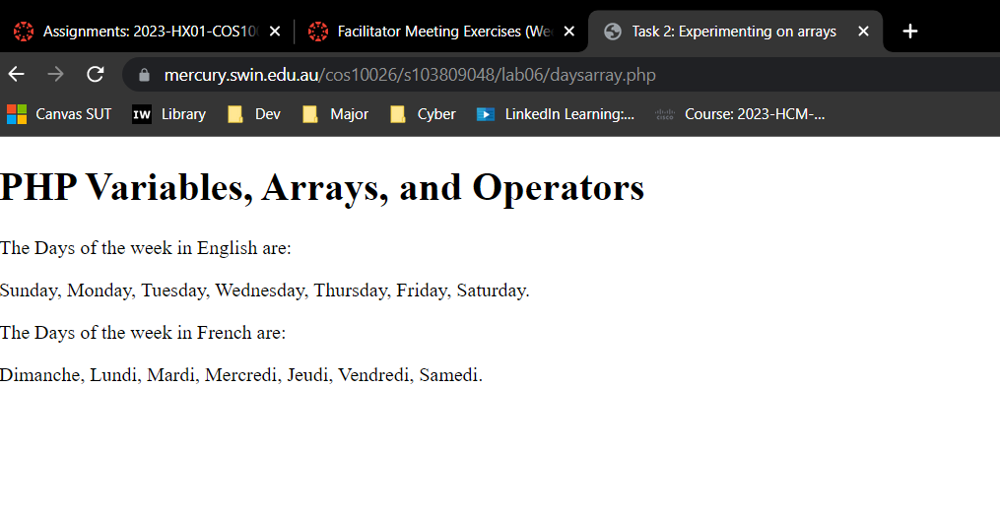 Assignments: 2023-HX01-COS10
Facilitator Meeting Exercises (We
Task 2: Experimenting on arrays
mercury.swin.edu.au/cos10026/s103809048/lab06/daysarray.php
Canvas SUT
IW
Library
Dev
Major
Cyber
LinkedIn Learning:...
CISCO
Course: 2023-HCM-...
PHP Variables, Arrays, and Operators
The Days of the week in English are:
Sunday, Monday, Tuesday, Wednesday, Thursday, Friday, Saturday.
The Days of the week in French are:
Dimanche, Lundi, Mardi, Mercredi, Jeudi, Vendredi, Samedi.